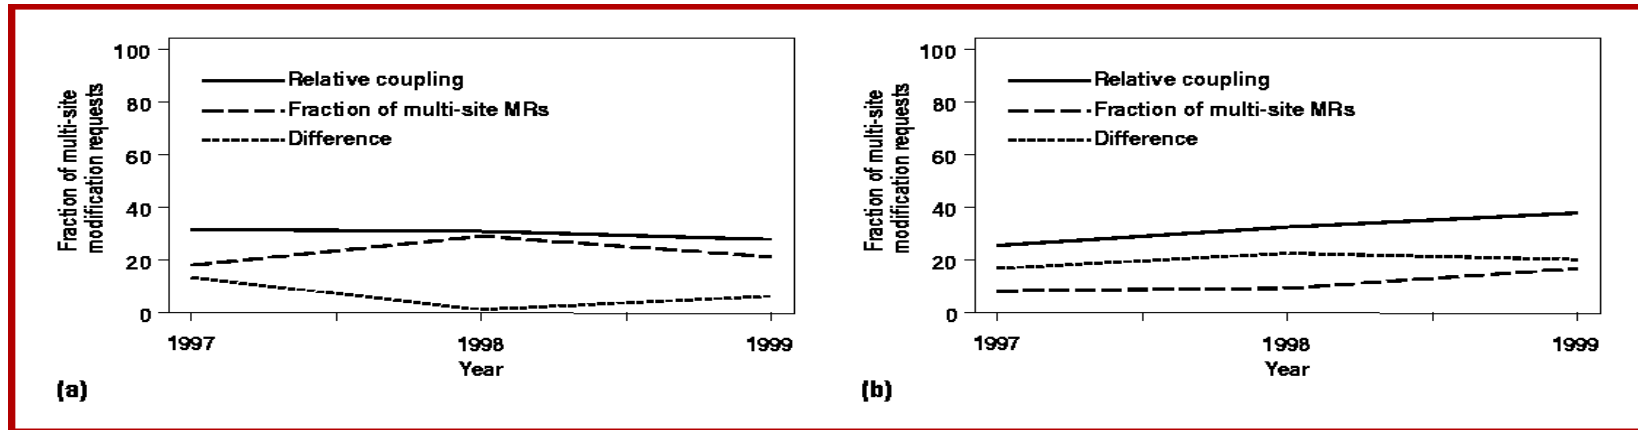 Fraction of multi-site
modification requests
100
80
60
40
20
0
Relative coupling
Fraction of multi-site MRs
Difference
1997
1998
1999
Year
(a)
Fraction of multi-site
modification requests
100
80
60
40
20
0
Relative coupling
Fraction of multi-site MRs
Difference
1997
1998
1999
Year
(b)